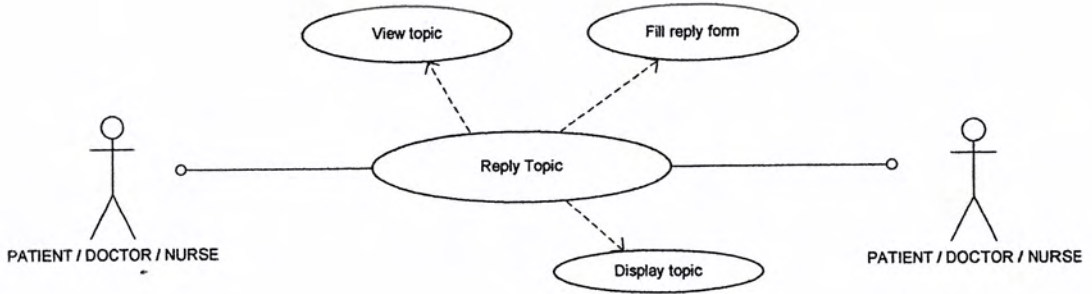 View topic
Fill reply form
Reply Topic
PATIENT / DOCTOR / NURSE
PATIENT / DOCTOR / NURSE
Display topic